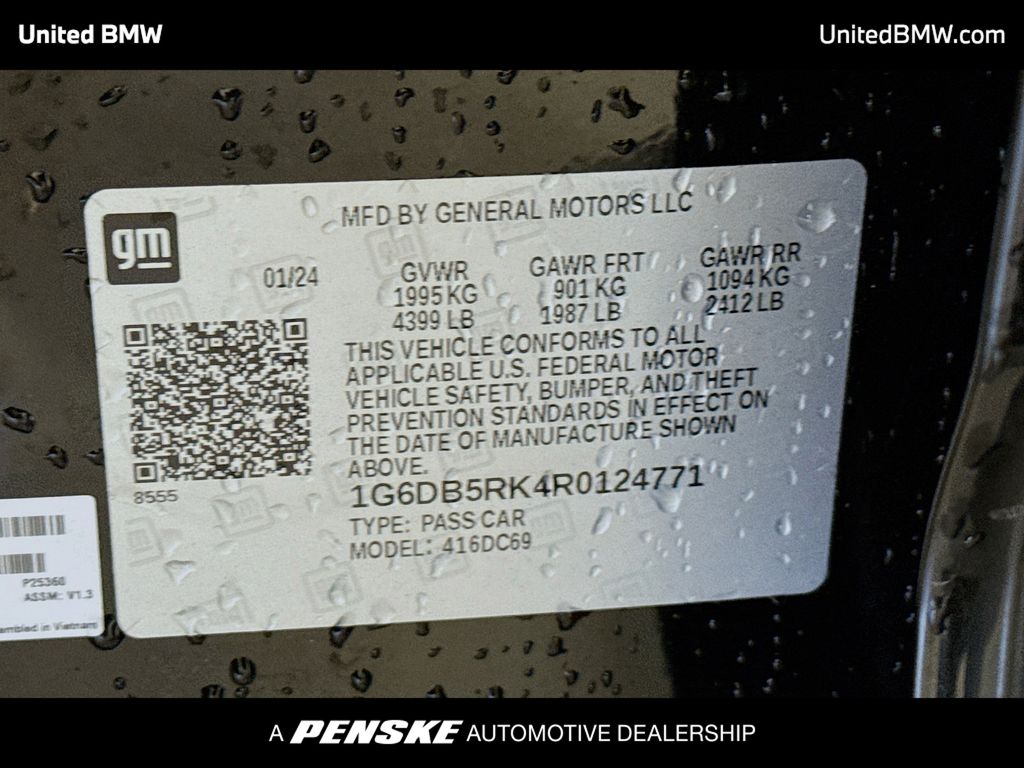 United BMW
UnitedBMW.com
gm
MFD BY GENERAL MOTORS LLC
01/24
GVWR
1995 KG
4399 LB
GAWR FRT
901 KG
1987 LB
GAWR RR
1094 KG
2412 LB
THIS VEHICLE CONFORMS TO ALL
APPLICABLE U.S. FEDERAL MOTOR
VEHICLE SAFETY, BUMPER, AND THEFT
PREVENTION STANDARDS IN EFFECT ON
THE DATE OF MANUFACTURE SHOWN
ABOVE.
8555
1G6DB5RK4R0124771
TYPE: PASS CAR
MODEL: 416DC69
P25360
ASSM: V1.3
in Vietnam
A PENSKE AUTOMOTIVE DEALERSHIP